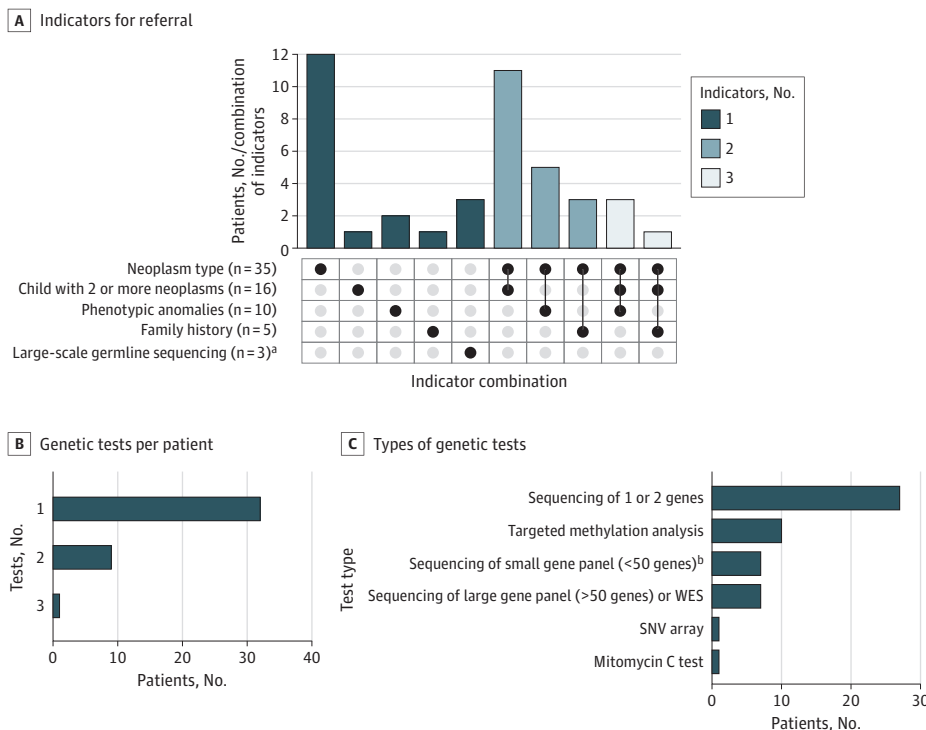 A Indicators for referral
Patients, No./combination
of indicators
12
10
8
6
4
2
0
Indicators, No.
1
2
3
Neoplasm type (n=35)
Child with 2 or more neoplasms (n=16)
Phenotypic anomalies (n=10)
Family history (n=5)
Large-scale germline sequencing (n=3)a
Indicator combination
B Genetic tests per patient
Tests, No.
1
2
3
0 10 20 30 40
Patients, No.
C Types of genetic tests
Test type
Sequencing of 1 or 2 genes
Targeted methylation analysis
Sequencing of small gene panel (<50 genes)b
Sequencing of large gene panel (>50 genes) or WES
SNV array
Mitomycin C test
0 10 20 30
Patients, No.